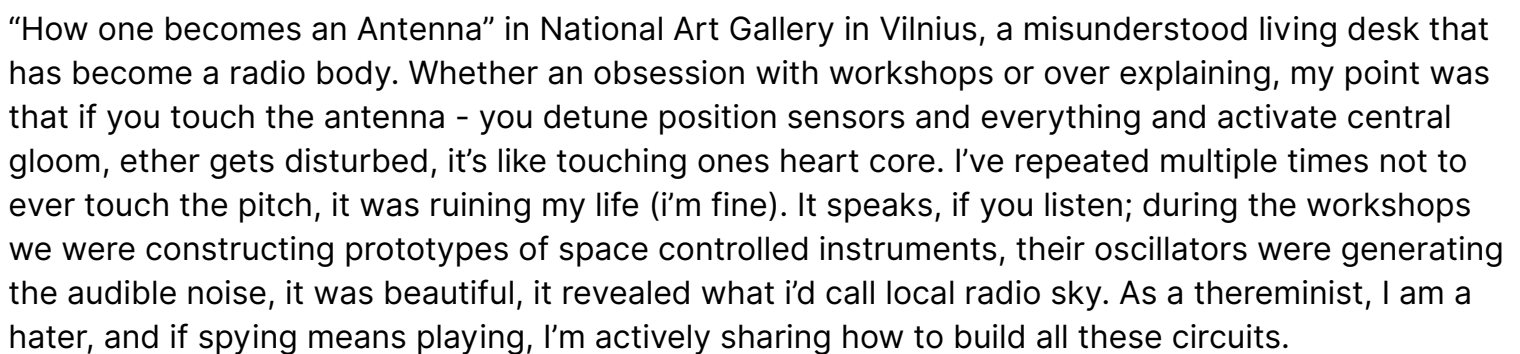 “How one becomes an Antenna” in National Art Gallery in Vilnius, a misunderstood living desk that
has become a radio body. Whether an obsession with workshops or over explaining, my point was
that if you touch the antenna - you detune position sensors and everything and activate central
gloom, ether gets disturbed, it’s like touching ones heart core. I’ve repeated multiple times not to
ever touch the pitch, it was ruining my life (i’m fine). It speaks, if you listen; during the workshops
we were constructing prototypes of space controlled instruments, their oscillators were generating
the audible noise, it was beautiful, it revealed what i’d call local radio sky. As a thereminist, I am a
hater, and if spying means playing, I’m actively sharing how to build all these circuits.